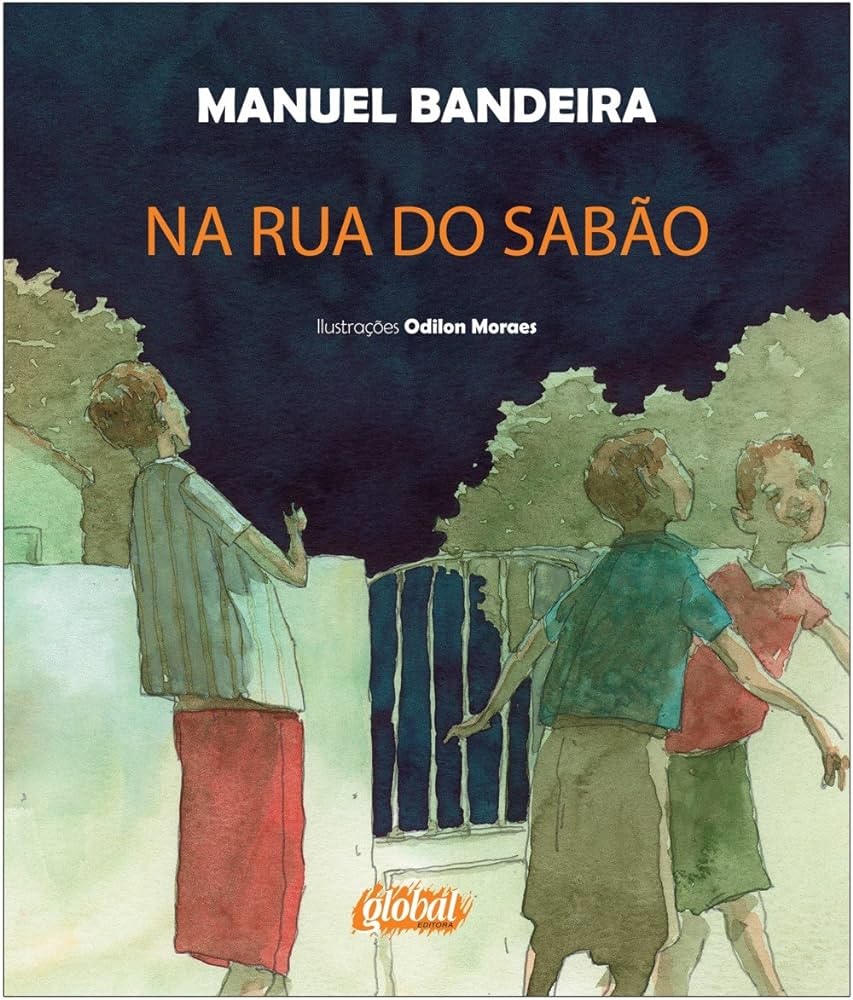 MANUEL BANDEIRA
NA RUA DO SABÃO
Ilustrações Odilon Moraes
global
EDITORA